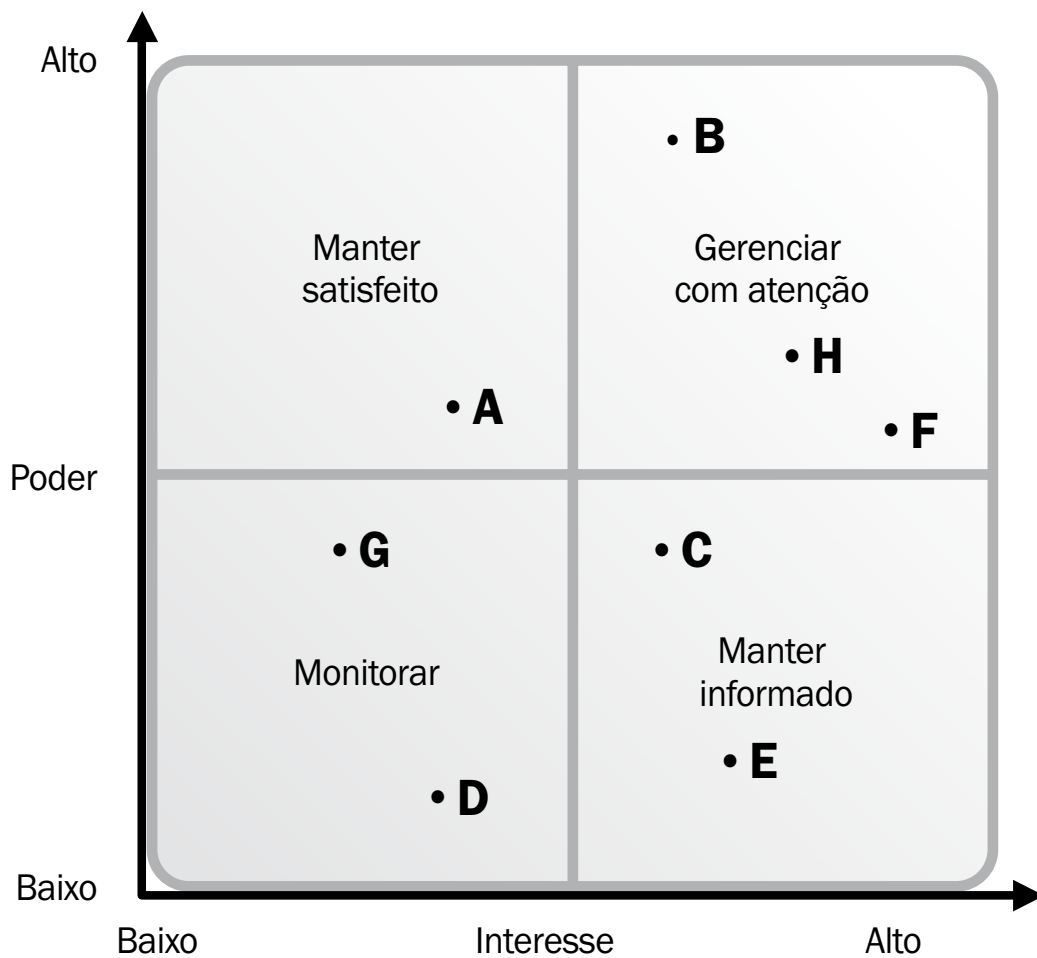 Alto
B
Manter
satisfeito
Gerenciar
com atenção
H
A
F
Poder
G
C
Monitorar
Manter
informado
E
D
Baixo
Baixo
Interesse
Alto